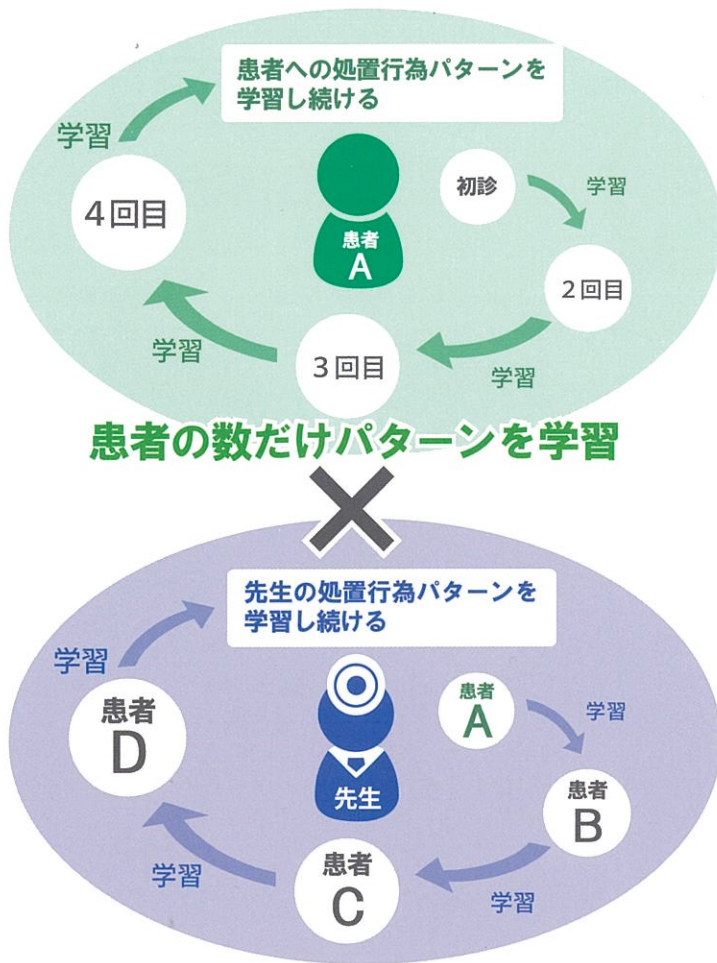 患者への処置行為パターンを
学習し続ける
学習
初診
学習
4回目
患者
A
2回目
学習
3回目
学習
患者の数だけパターンを学習
×
先生の処置行為パターンを
学習し続ける
学習
患者
A
学習
患者
D
先生
患者
B
学習
患者
C
学習